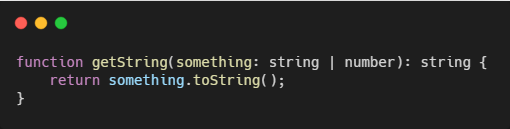 function getString(something: string | number): string {
    return something.toString();
}